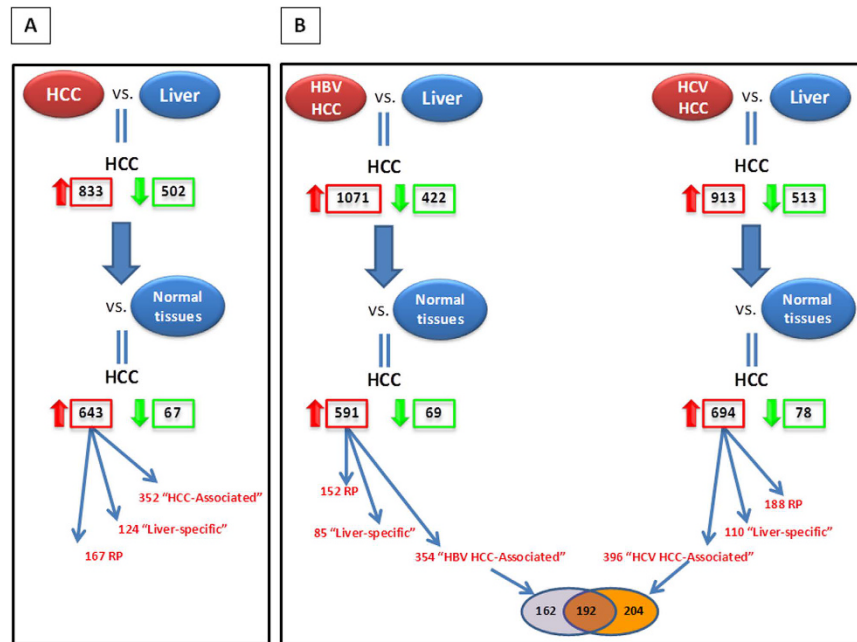 A
HCC vs. Liver
HCC
833 502
vs. Normal tissues
HCC
643 67
352 “HCC-Associated”
124 “Liver-specific”
167 RP
B
HBV HCC vs. Liver
HCC
1071 422
vs. Normal tissues
HCC
591 69
152 RP
85 “Liver-specific”
354 “HBV HCC-Associated”
HCV HCC vs. Liver
HCC
913 513
vs. Normal tissues
HCC
694 78
188 RP
110 “Liver-specific”
396 “HCV HCC-Associated”
162 192 204